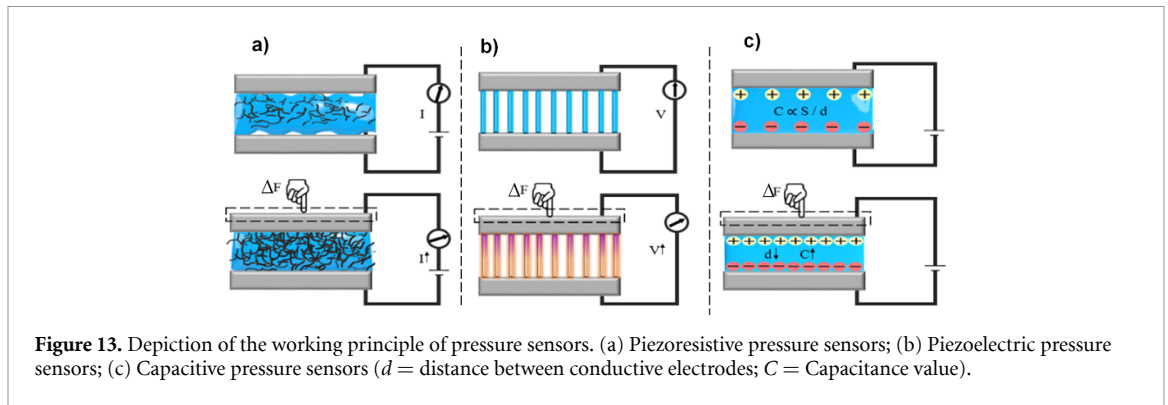 a)
b)
c)
I
V
C ∝ S / d
ΔF
I↑
ΔF
V↑
ΔF
d↓ C↑
Figure 13. Depiction of the working principle of pressure sensors. (a) Piezoresistive pressure sensors; (b) Piezoelectric pressure
sensors; (c) Capacitive pressure sensors (d = distance between conductive electrodes; C = Capacitance value).